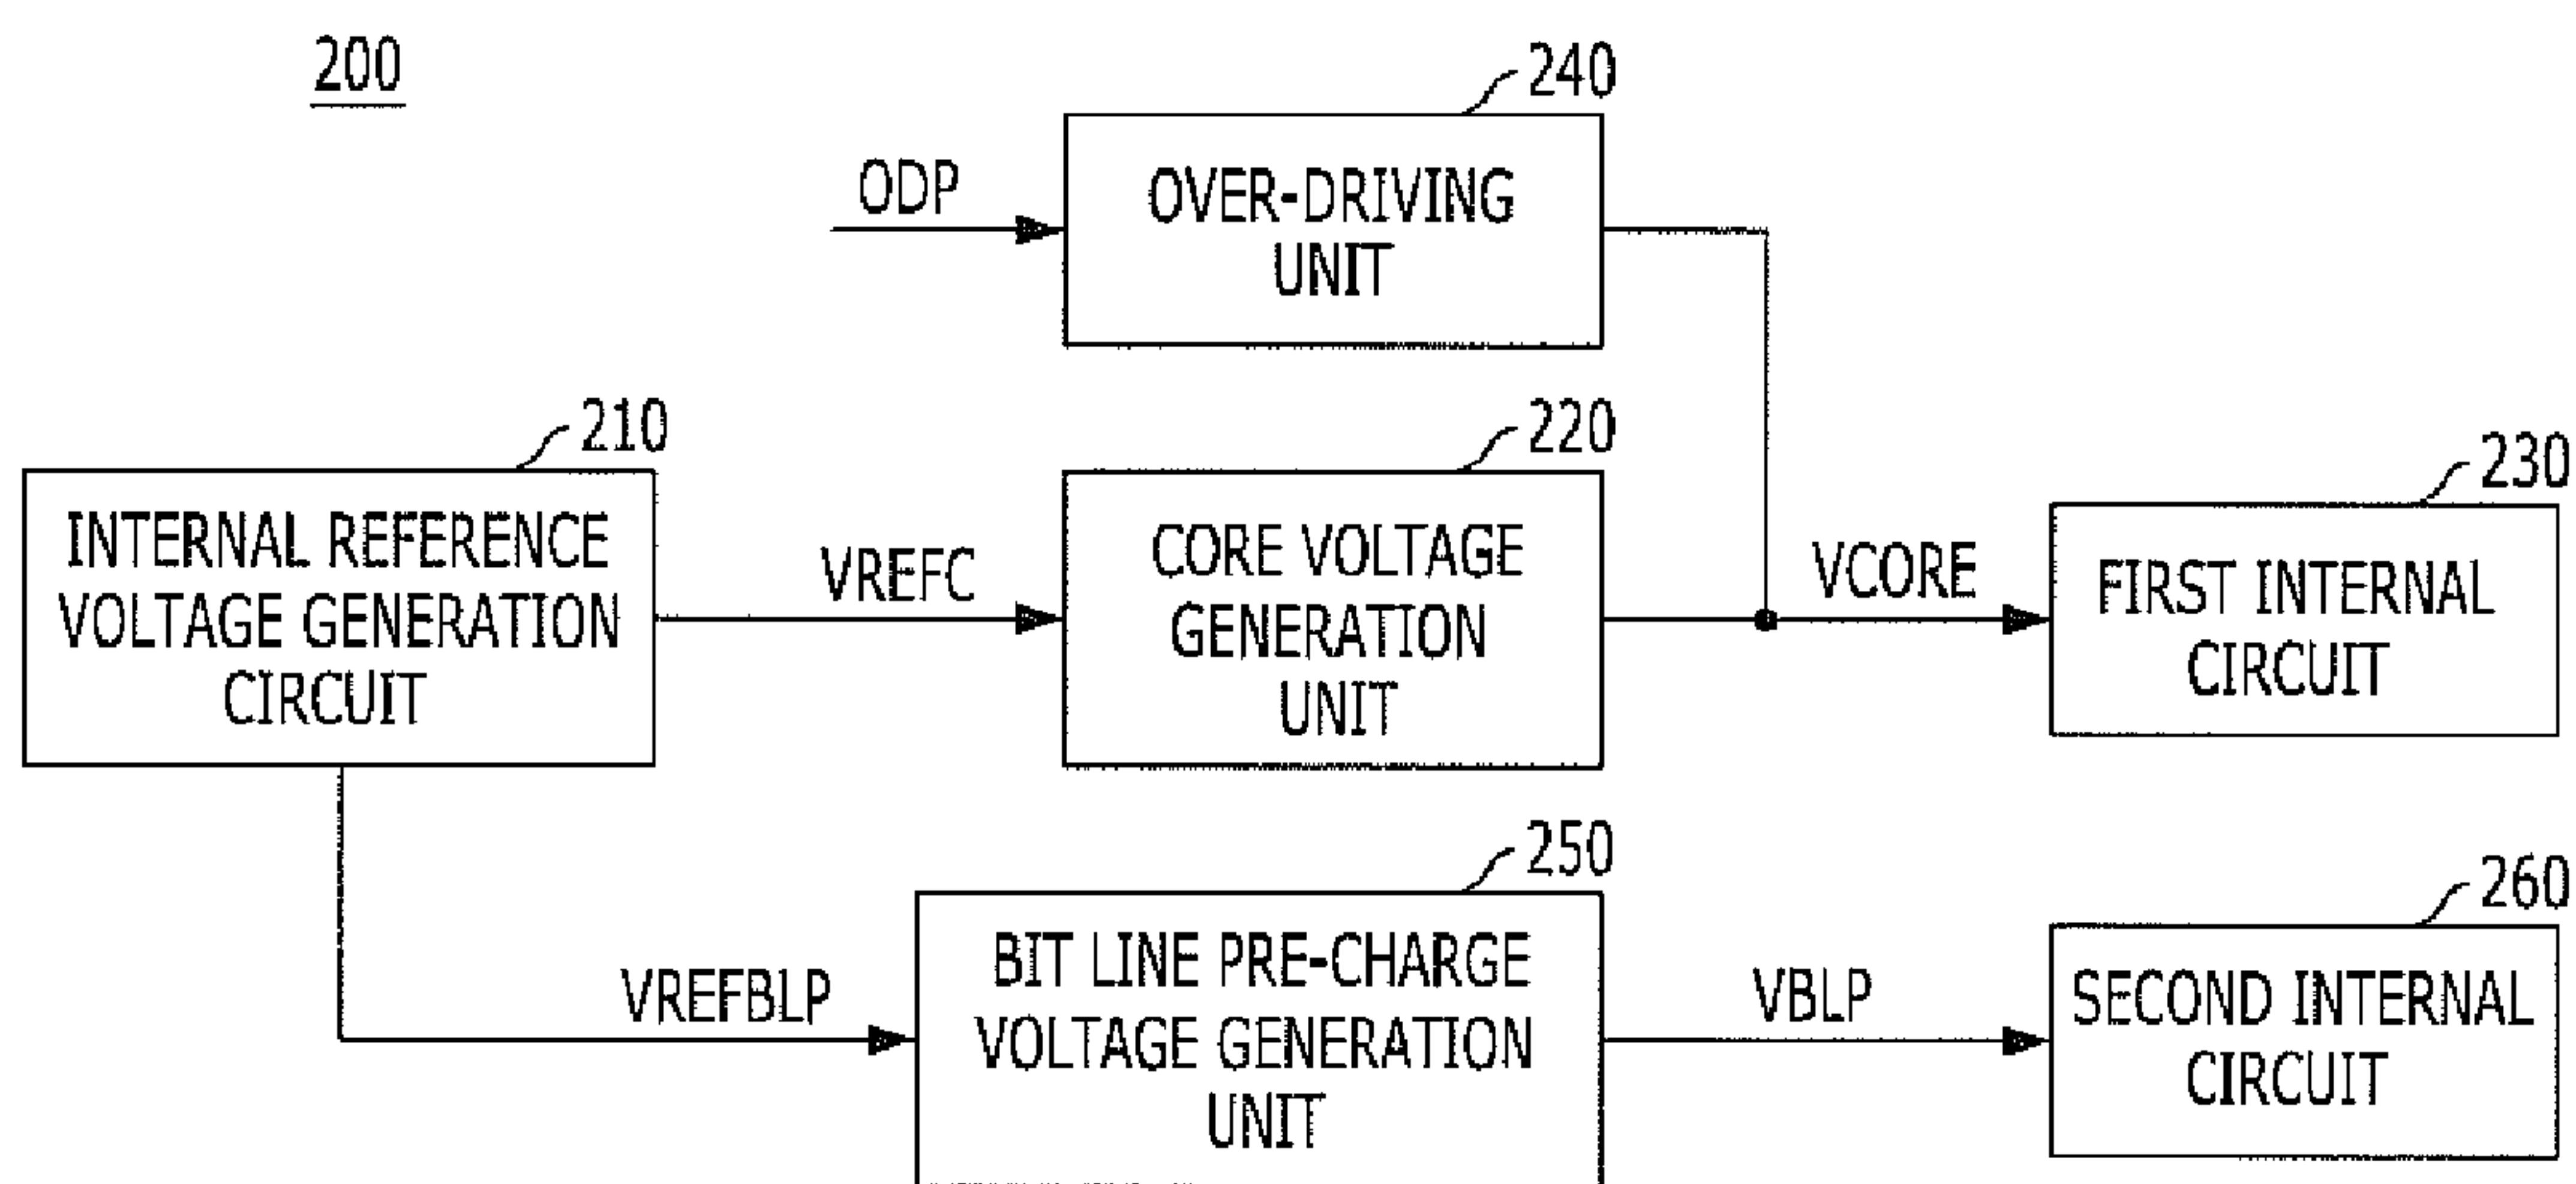 200
240
ODP
OVER-DRIVING
UNIT
210
220
230
INTERNAL REFERENCE
VOLTAGE GENERATION
CIRCUIT
VREFC
CORE VOLTAGE
GENERATION
UNIT
VCORE
FIRST INTERNAL
CIRCUIT
250
260
VREFBLP
BIT LINE PRE-CHARGE
VOLTAGE GENERATION
UNIT
VBLP
SECOND INTERNAL
CIRCUIT